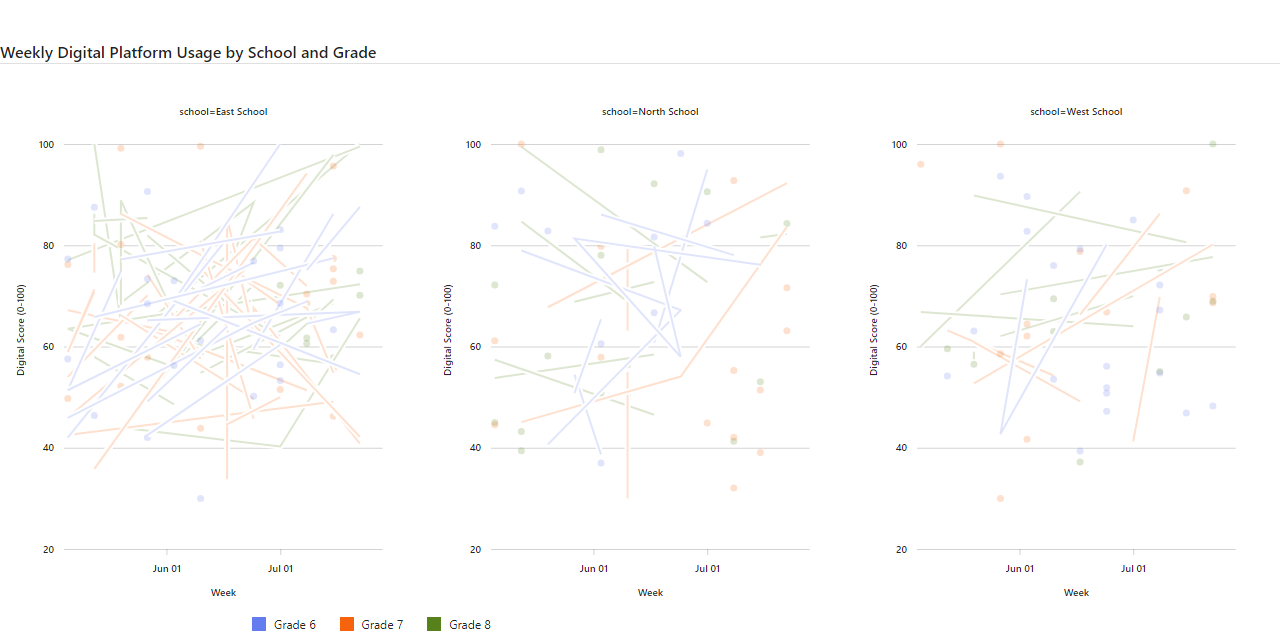 Weekly Digital Platform Usage by School and Grade
school=East School
school=North School
school=West School
100
80
60
40
20
Digital Score (0-100)
Jun 01
Jul 01
Week
100
80
60
40
20
Digital Score (0-100)
Jun 01
Jul 01
Week
100
80
60
40
20
Digital Score (0-100)
Jun 01
Jul 01
Week
Grade 6
Grade 7
Grade 8